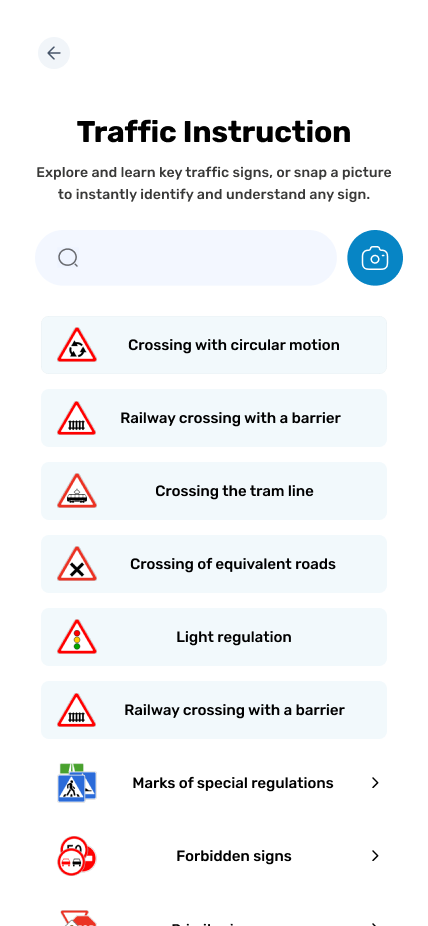 Traffic Instruction
Explore and learn key traffic signs, or snap a picture
to instantly identify and understand any sign.
Crossing with circular motion
Railway crossing with a barrier
Crossing the tram line
Crossing of equivalent roads
Light regulation
Railway crossing with a barrier
Marks of special regulations
Forbidden signs